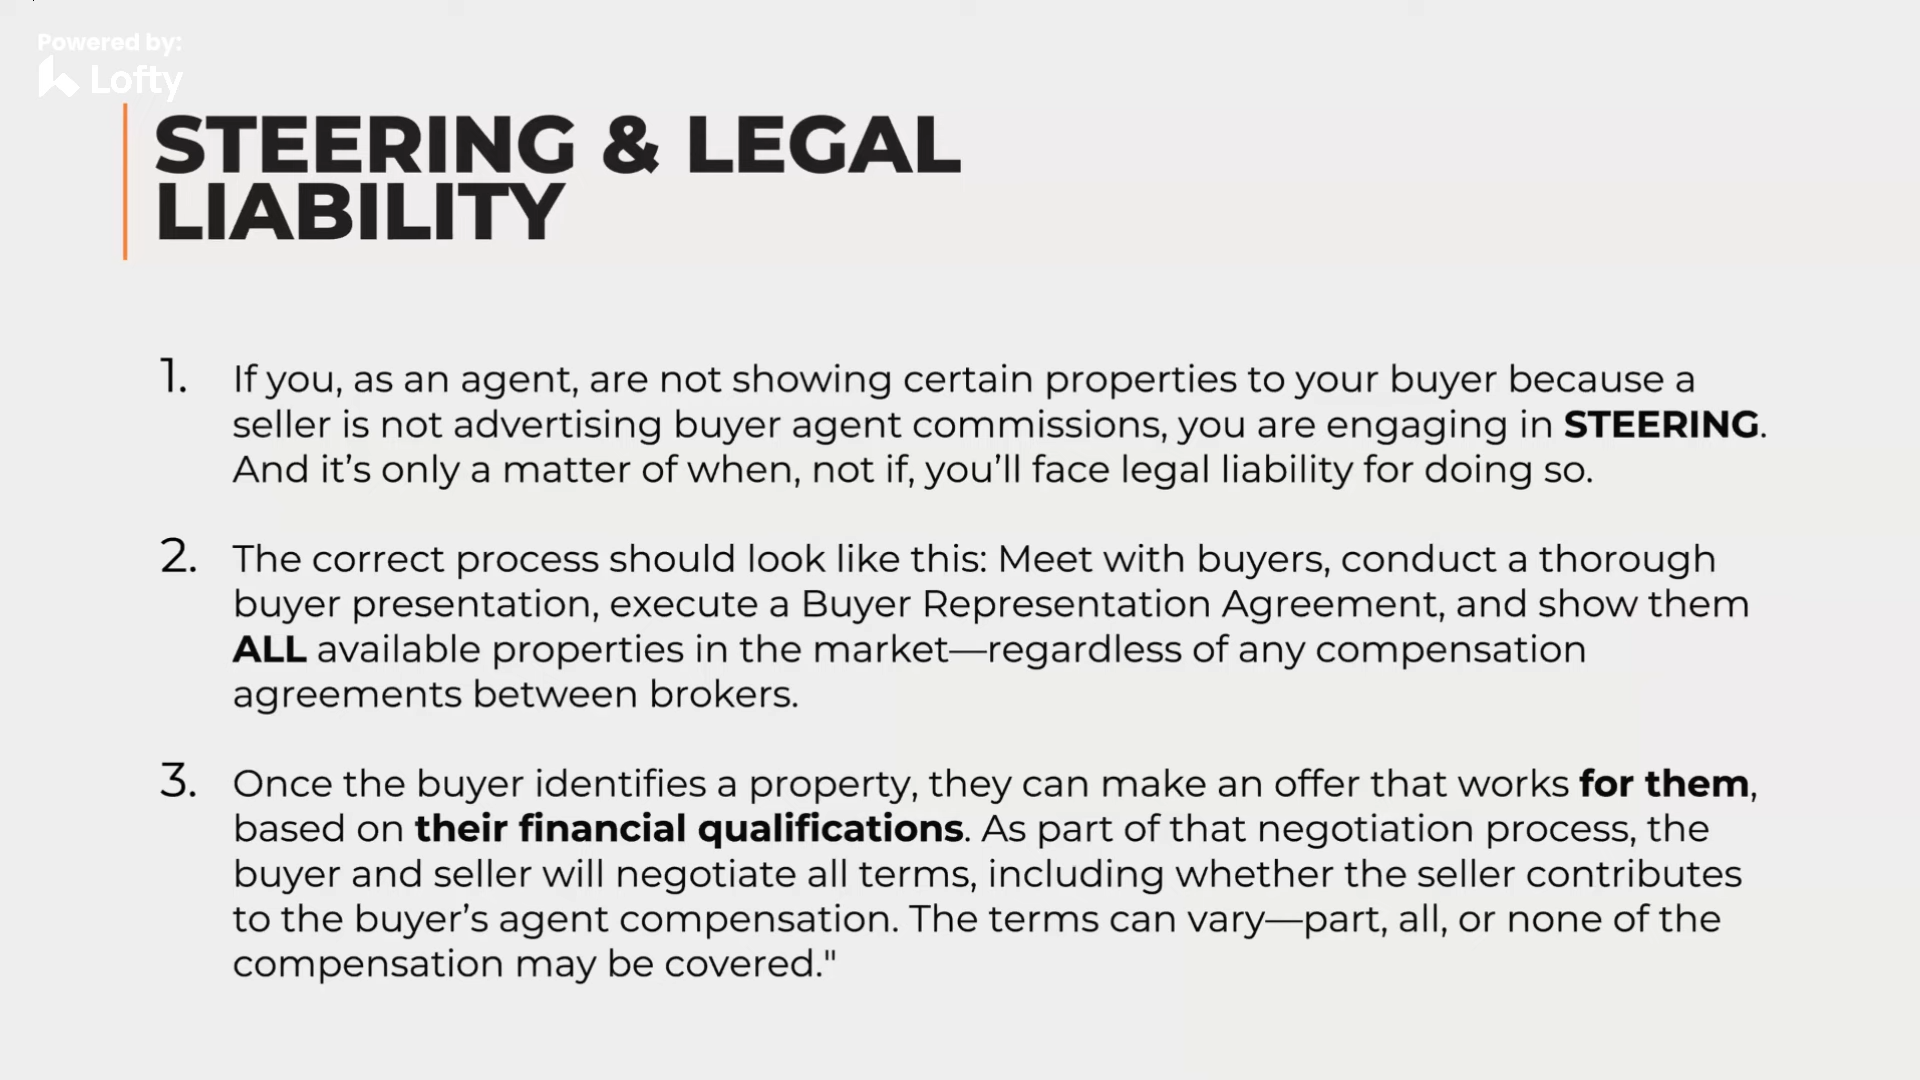 Powered by:
Lofty
STEERING & LEGAL
LIABILITY
1. If you, as an agent, are not showing certain properties to your buyer because a
seller is not advertising buyer agent commissions, you are engaging in STEERING.
And it’s only a matter of when, not if, you’ll face legal liability for doing so.
2. The correct process should look like this: Meet with buyers, conduct a thorough
buyer presentation, execute a Buyer Representation Agreement, and show them
ALL available properties in the market—regardless of any compensation
agreements between brokers.
3. Once the buyer identifies a property, they can make an offer that works for them,
based on their financial qualifications. As part of that negotiation process, the
buyer and seller will negotiate all terms, including whether the seller contributes
to the buyer’s agent compensation. The terms can vary—part, all, or none of the
compensation may be covered."